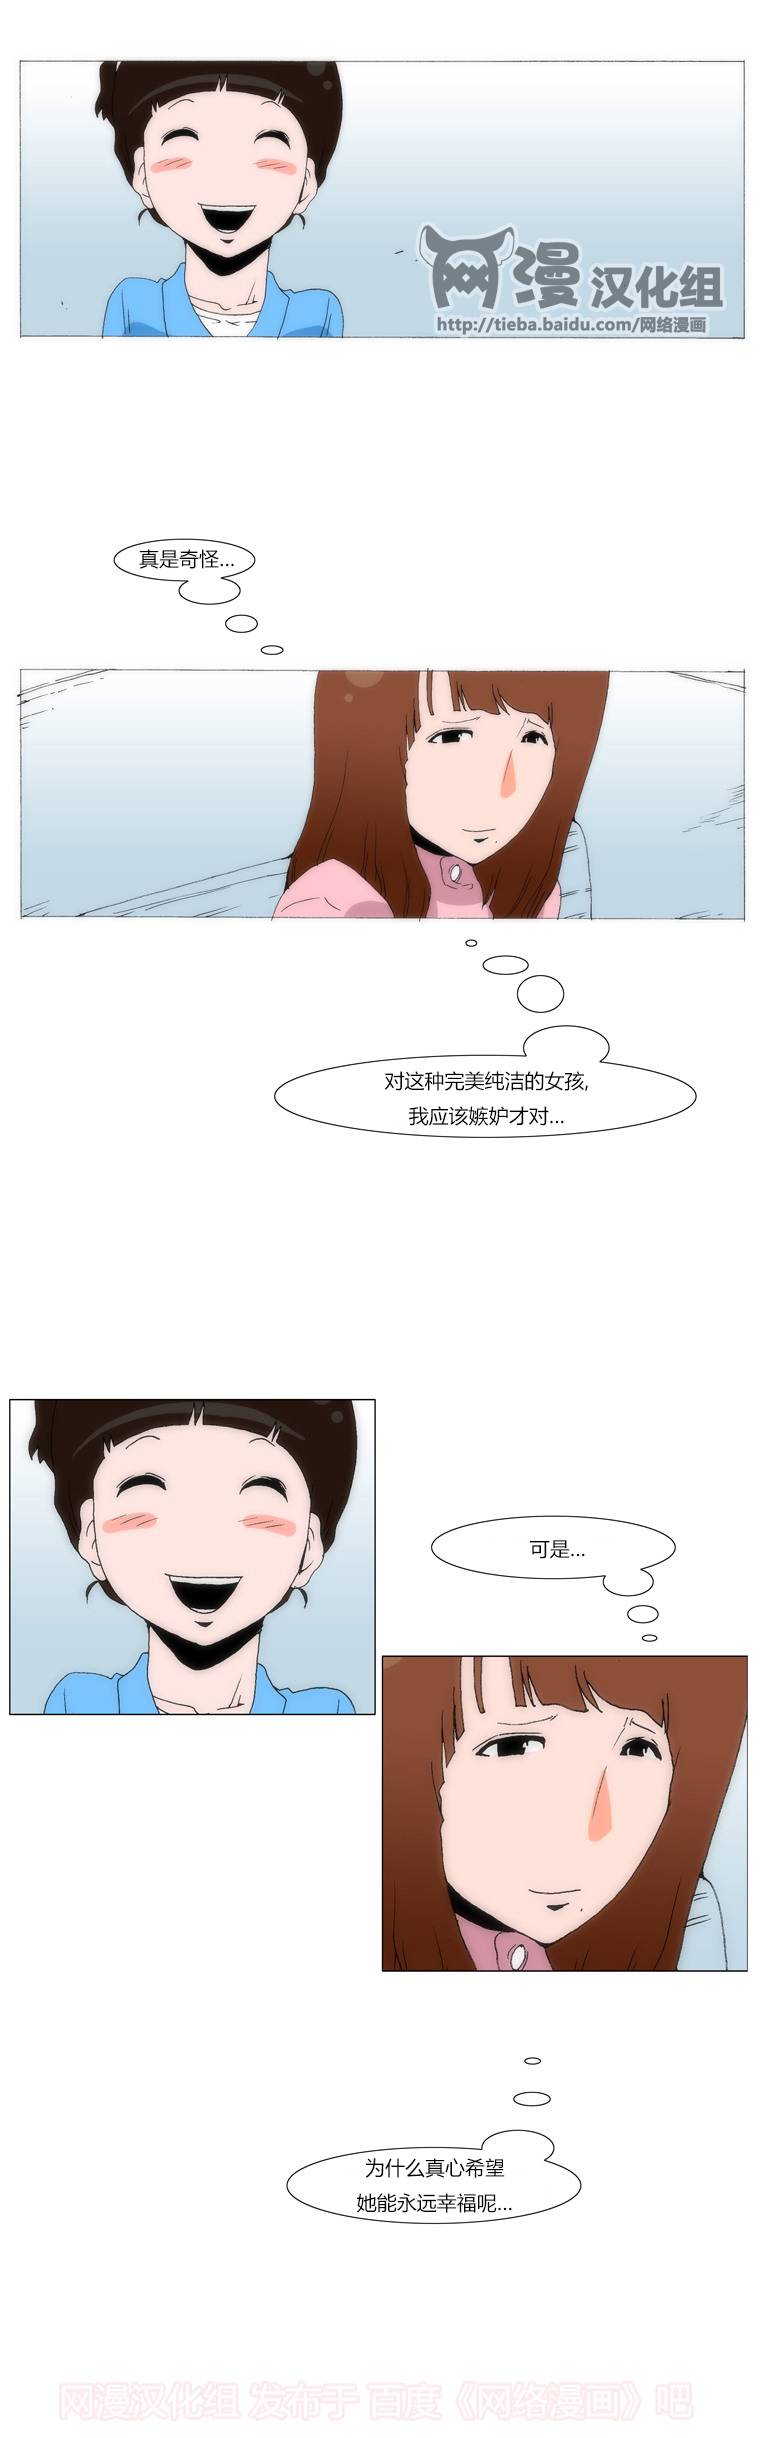 网漫 汉化组
http://tieba.baidu.com/网络漫画
真是奇怪...
对这种完美纯洁的女孩,
我应该嫉妒才对...
可是...
为什么真心希望
她能永远幸福呢...
网漫汉化组 发布于 百度《网络漫画》吧